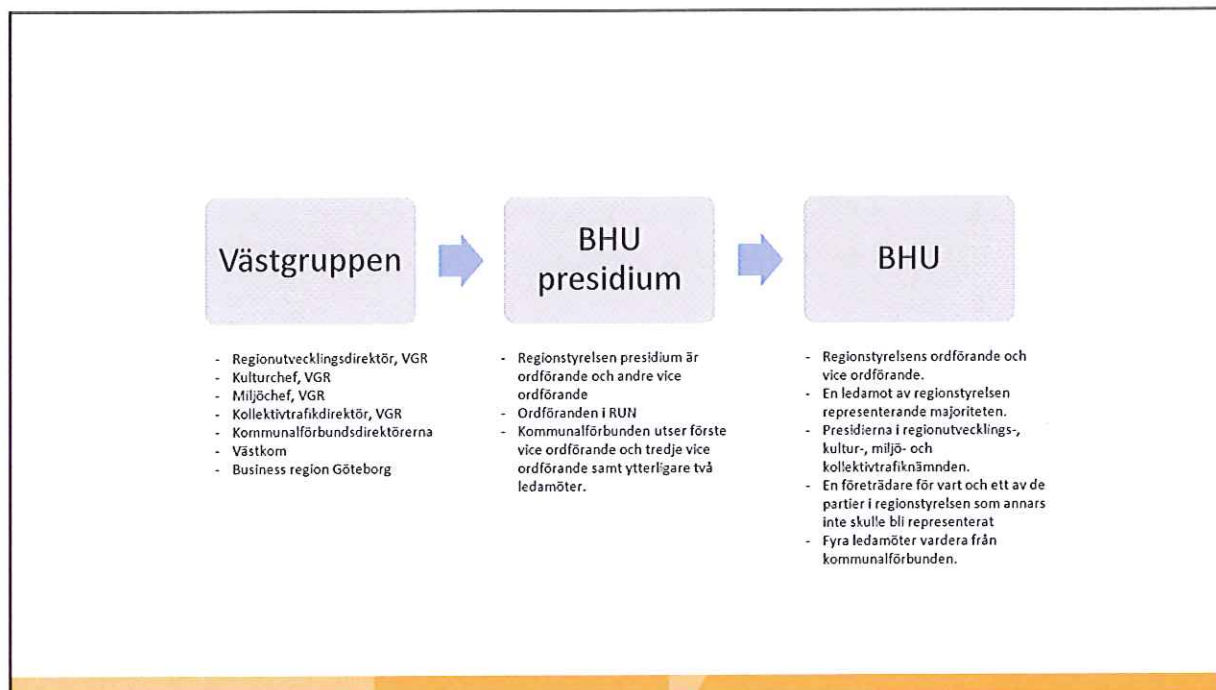 Västgruppen
- Regionutvecklingsdirektör, VGR
- Kulturchef, VGR
- Miljöchef, VGR
- Kollektivtrafikdirektör, VGR
- Kommunalförbundsdirektörerna
- Västkom
- Business region Göteborg
BHU
presidium
- Regionstyrelsen presidium är
ordförande och andre vice
ordförande
- Ordföranden i RUN
- Kommunalförbunden utser förste
vice ordförande och tredje vice
ordförande samt ytterligare två
ledamöter.
BHU
- Regionstyrelsens ordförande och
vice ordförande.
- En ledamot av regionstyrelsen
representerande majoriteten.
- Presidierna i regionutvecklings-,
kultur-, miljö- och
kollektivtrafiknämnden.
- En företrädare för vart och ett av de
partier i regionstyrelsen som annars
inte skulle bli representerat
- Fyra ledamöter vardera från
kommunalförbunden.